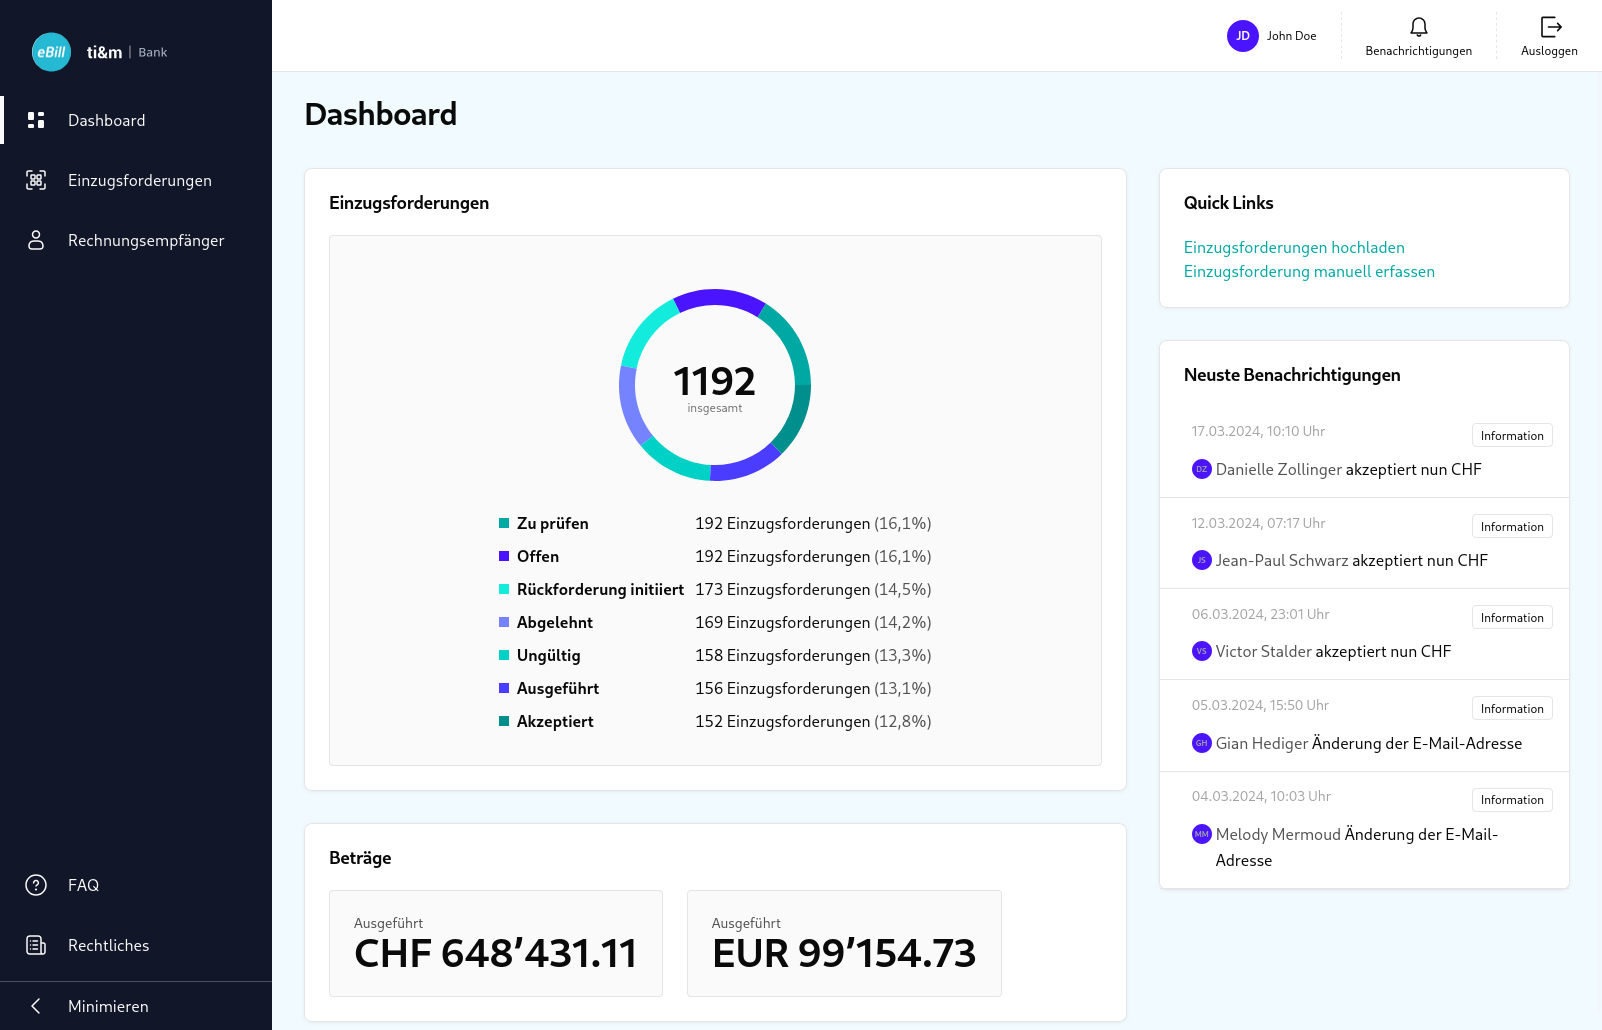 eBill ti&m | Bank
Dashboard
Einzugsforderungen
Rechnungsempfänger
FAQ
Rechtliches
Minimieren
JD John Doe
Benachrichtigungen
Ausloggen
Dashboard
Einzugsforderungen
1192
insgesamt
Zu prüfen 192 Einzugsforderungen (16,1%)
Offen 192 Einzugsforderungen (16,1%)
Rückforderung initiiert 173 Einzugsforderungen (14,5%)
Abgelehnt 169 Einzugsforderungen (14,2%)
Ungültig 158 Einzugsforderungen (13,3%)
Ausgeführt 156 Einzugsforderungen (13,1%)
Akzeptiert 152 Einzugsforderungen (12,8%)
Beträge
Ausgeführt
CHF 648’431.11
Ausgeführt
EUR 99’154.73
Quick Links
Einzugsforderungen hochladen
Einzugsforderung manuell erfassen
Neuste Benachrichtigungen
17.03.2024, 10:10 Uhr Information
DZ Danielle Zollinger akzeptiert nun CHF
12.03.2024, 07:17 Uhr Information
JS Jean-Paul Schwarz akzeptiert nun CHF
06.03.2024, 23:01 Uhr Information
VS Victor Stalder akzeptiert nun CHF
05.03.2024, 15:50 Uhr Information
GH Gian Hediger Änderung der E-Mail-Adresse
04.03.2024, 10:03 Uhr Information
MM Melody Mermoud Änderung der E-Mail-
Adresse